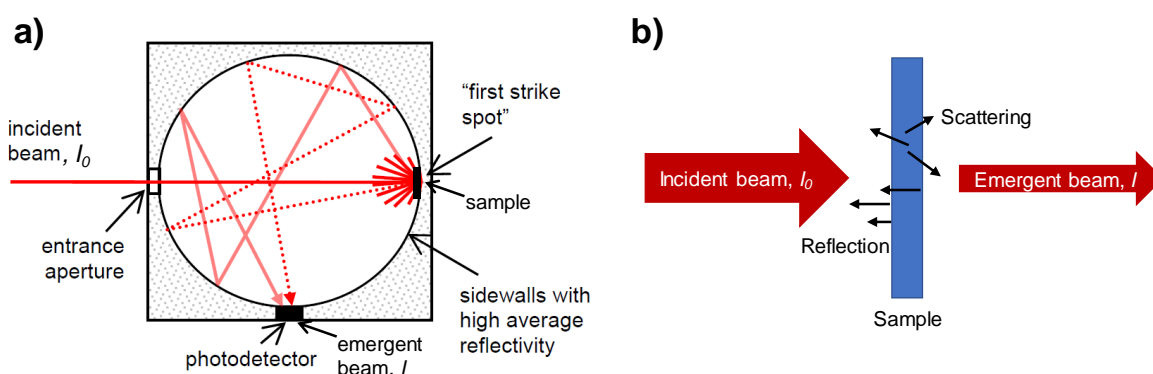 a)
incident
beam, I0
entrance
aperture
photodetector
emergent
beam, I
"first strike
spot"
sample
sidewalls with
high average
reflectivity
b)
Incident beam, I0
Scattering
Reflection
Emergent beam, I
Sample